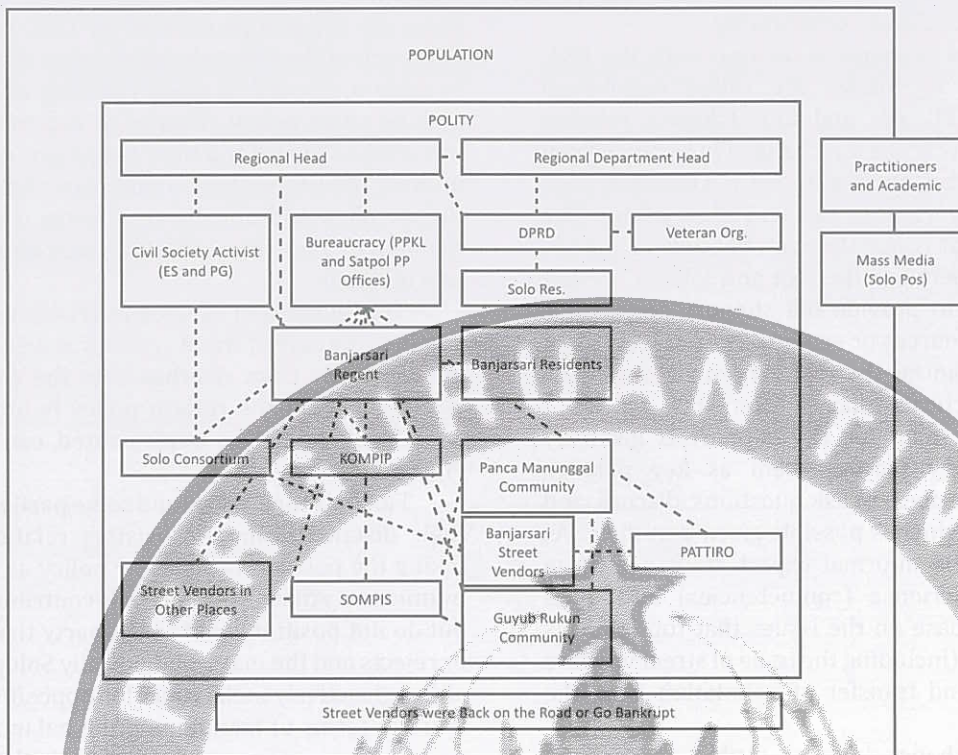 POPULATION
POLITY
Regional Head
Regional Department Head
Practitioners
and Academic
Civil Society Activist
(ES and PG)
Bureaucracy (PPKL
and Satpol PP
Offices)
DPRD
Veteran Org.
Mass Media
(Solo Pos)
Solo Res.
Banjarsari
Regent
Banjarsari Residents
Solo Consortium
KOMPIP
Panca Manunggal
Community
Banjarsari
Street
Vendors
PATTIRO
Street Vendors in
Other Places
SOMPIS
Guyub Rukun
Community
Street Vendors were Back on the Road or Go Bankrupt